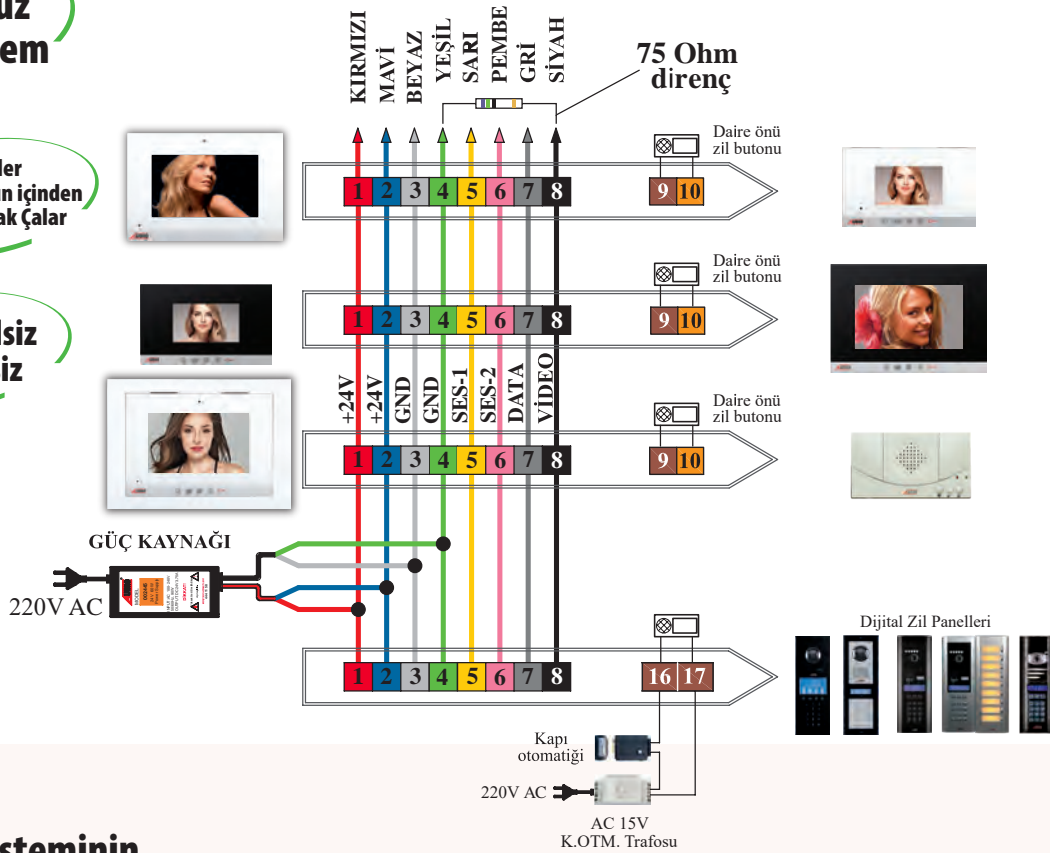 üz
em
ler
ın içinden
ak Çalar
lsiz
iz
KIRMIZI
MAVİ
BEYAZ
YEŞİL
SARI
PEMBE
GRİ
SİYAH
75 Ohm
direnç
Daire önü
zil butonu
1 2 3 4 5 6 7 8
9 10
Daire önü
zil butonu
1 2 3 4 5 6 7 8
9 10
+24V
+24V
GND
GND
SES-1
SES-2
DATA
VİDEO
Daire önü
zil butonu
1 2 3 4 5 6 7 8
9 10
GÜÇ KAYNAĞI
220V AC
MODEL
DİKKAT!
1 2 3 4 5 6 7 8
16 17
Dijital Zil Panelleri
Kapı
otomatiği
220V AC
AC 15V
K.OTM. Trafosu
steminin